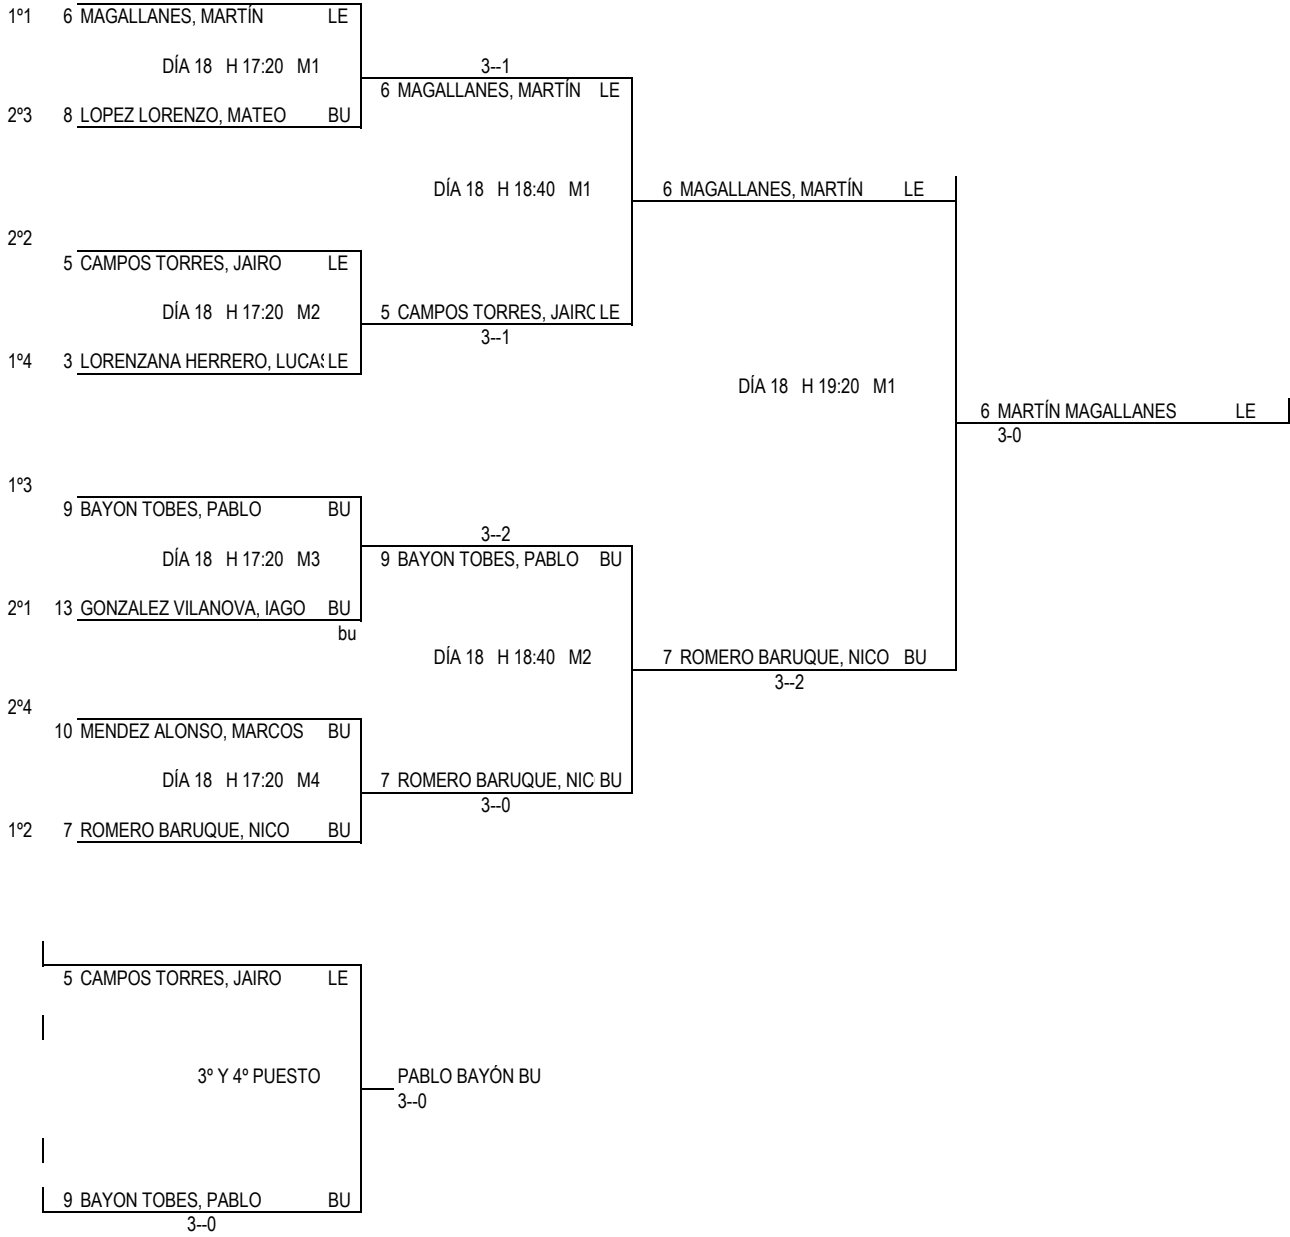 1º1 6 MAGALLANES, MARTÍN LE
DÍA 18 H 17:20 M1 3--1
6 MAGALLANES, MARTÍN LE
2º3 8 LOPEZ LORENZO, MATEO BU
DÍA 18 H 18:40 M1 6 MAGALLANES, MARTÍN LE
2º2
5 CAMPOS TORRES, JAIRO LE
DÍA 18 H 17:20 M2 5 CAMPOS TORRES, JAIRC LE
3--1
1º4 3 LORENZANA HERRERO, LUCAS LE
DÍA 18 H 19:20 M1
6 MARTÍN MAGALLANES LE
3-0
1º3
9 BAYON TOBES, PABLO BU
3--2
DÍA 18 H 17:20 M3 9 BAYON TOBES, PABLO BU
2º1 13 GONZALEZ VILANOVA, IAGO BU
bu
DÍA 18 H 18:40 M2 7 ROMERO BARUQUE, NICO BU
3--2
2º4
10 MENDEZ ALONSO, MARCOS BU
DÍA 18 H 17:20 M4 7 ROMERO BARUQUE, NIC BU
3--0
1º2 7 ROMERO BARUQUE, NICO BU
5 CAMPOS TORRES, JAIRO LE
3º Y 4º PUESTO PABLO BAYÓN BU
3--0
9 BAYON TOBES, PABLO BU
3--0